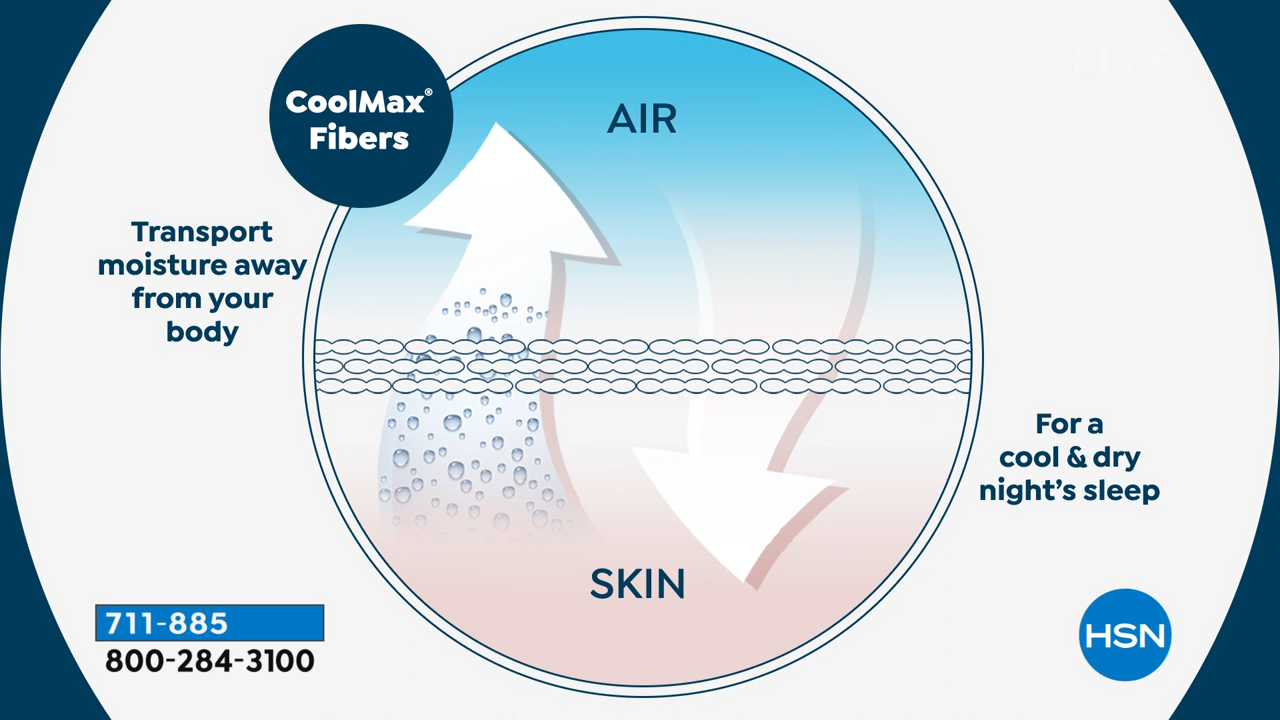 LIVE
CoolMax®
Fibers
AIR
Transport
moisture away
from your
body
For a
cool & dry
night's sleep
SKIN
711-885
800-284-3100
HSN